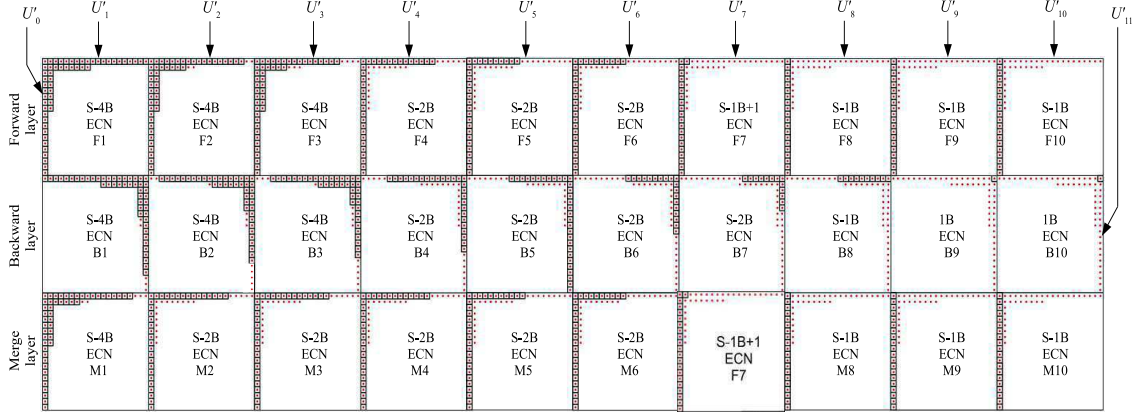 U'0
U'1
U'2
U'3
U'4
U'5
U'6
U'7
U'8
U'9
U'10
U'11
Forward
layer
S-4B
ECN
F1
S-4B
ECN
F2
S-4B
ECN
F3
S-2B
ECN
F4
S-2B
ECN
F5
S-2B
ECN
F6
S-1B+1
ECN
F7
S-1B
ECN
F8
S-1B
ECN
F9
S-1B
ECN
F10
Backward
layer
S-4B
ECN
B1
S-4B
ECN
B2
S-4B
ECN
B3
S-2B
ECN
B4
S-2B
ECN
B5
S-2B
ECN
B6
S-2B
ECN
B7
S-1B
ECN
B8
1B
ECN
B9
1B
ECN
B10
Merge
layer
S-4B
ECN
M1
S-2B
ECN
M2
S-2B
ECN
M3
S-2B
ECN
M4
S-2B
ECN
M5
S-2B
ECN
M6
S-1B+1
ECN
F7
S-1B
ECN
M8
S-1B
ECN
M9
S-1B
ECN
M10